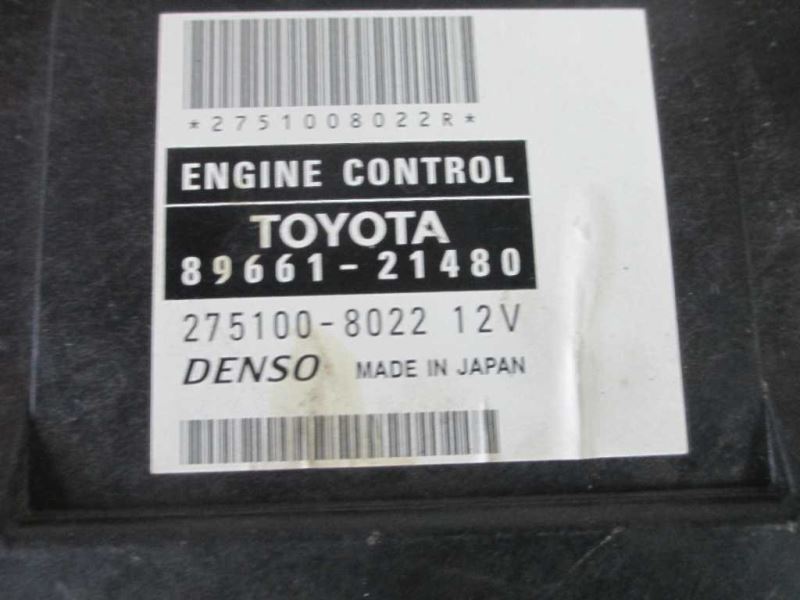 *2751008022R*
ENGINE CONTROL
TOYOTA
89661-21480
275100-8022 12V
DENSO MADE IN JAPAN